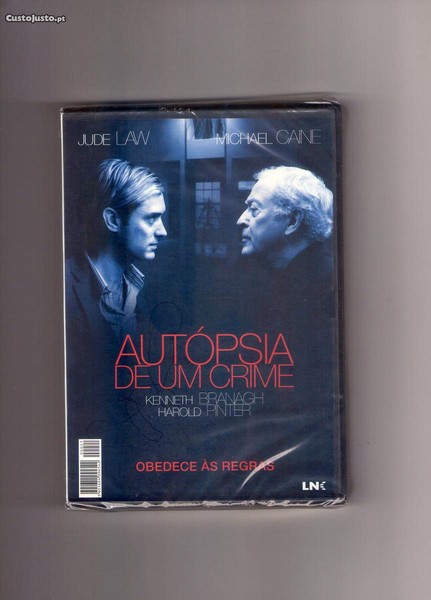 CustoJusto.pt
JUDE LAW MICHAEL CAINE
AUTÓPSIA
DE UM CRIME
KENNETH BRANAGH
HAROLD PINTER
OBEDECE ÀS REGRAS
LNK